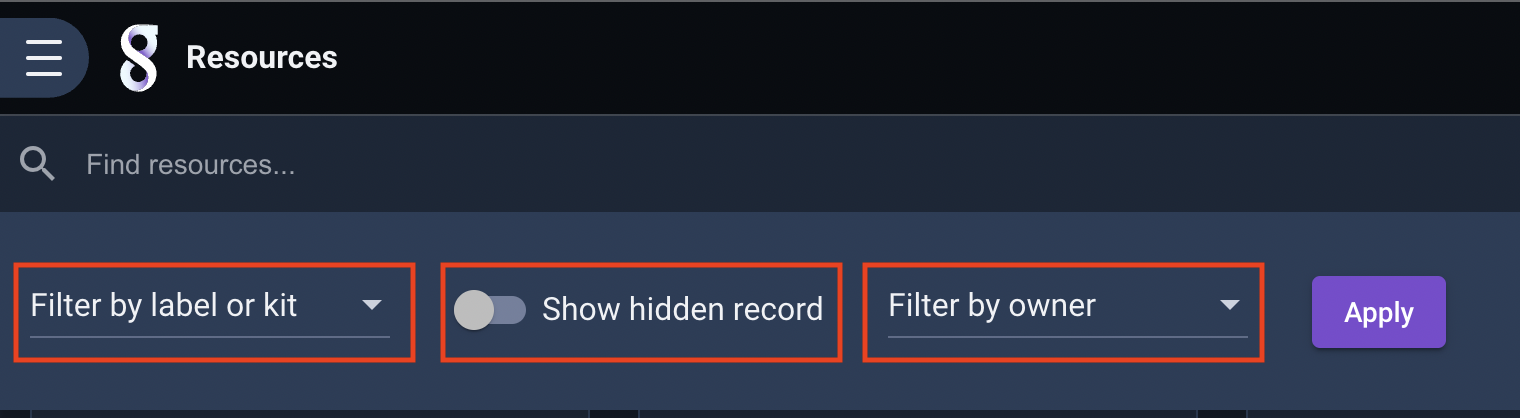 Resources
Find resources...
Filter by label or kit
Show hidden record
Filter by owner
Apply